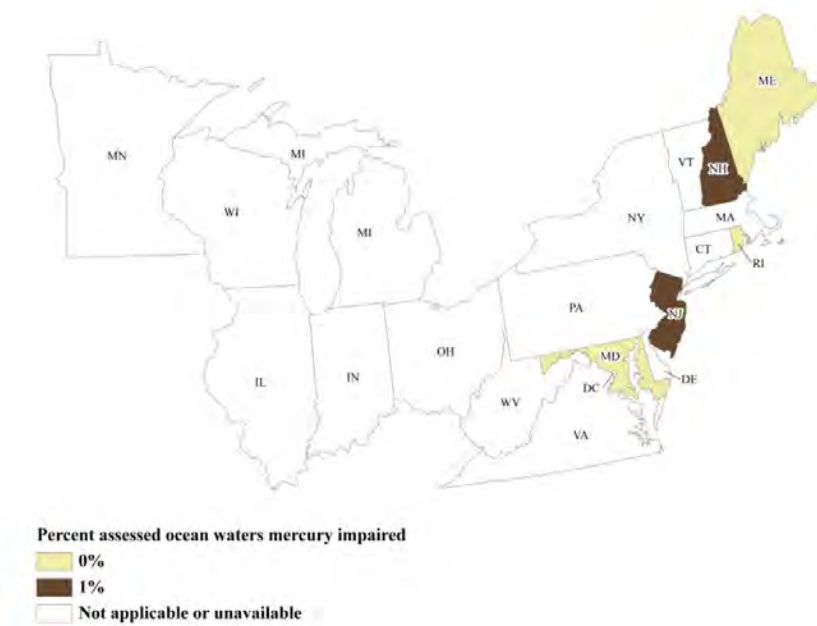 ME
MN
MI
VT
NH
WI
NY
MA
MI
CT
RI
PA
NJ
OH
MD
IL
IN
DE
WV
DC
VA
Percent assessed ocean waters mercury impaired
0%
1%
Not applicable or unavailable